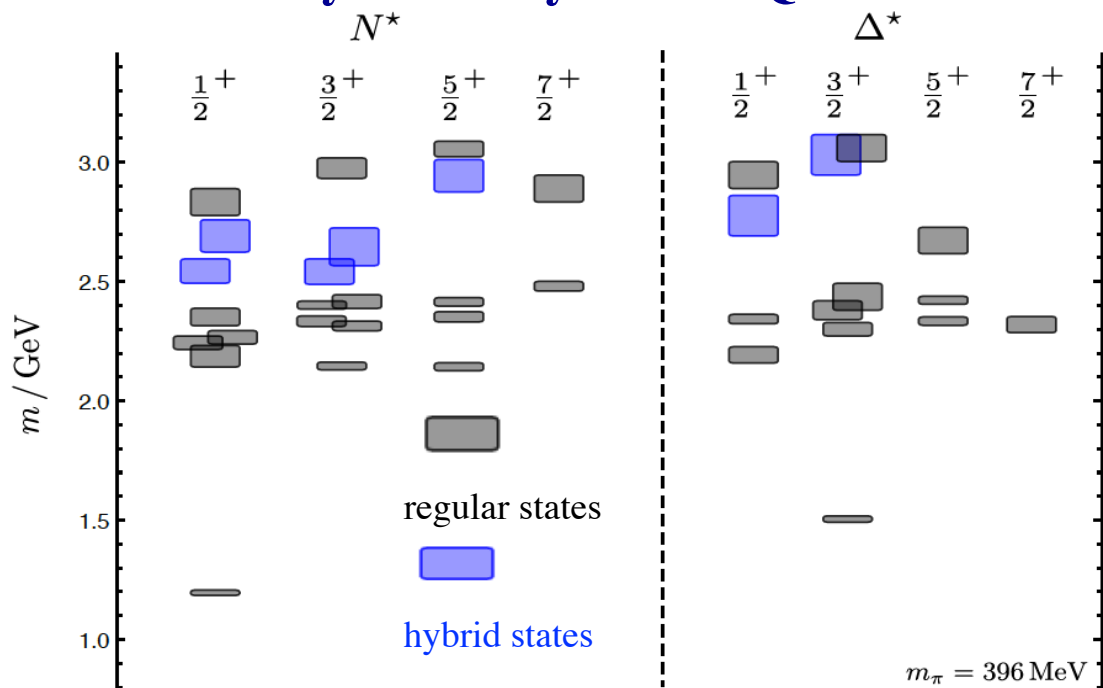 N* Δ*
1/2+ 3/2+ 5/2+ 7/2+ 1/2+ 3/2+ 5/2+ 7/2+
3.0
2.5
m / GeV
2.0
regular states
1.5
hybrid states
1.0
mπ = 396 MeV